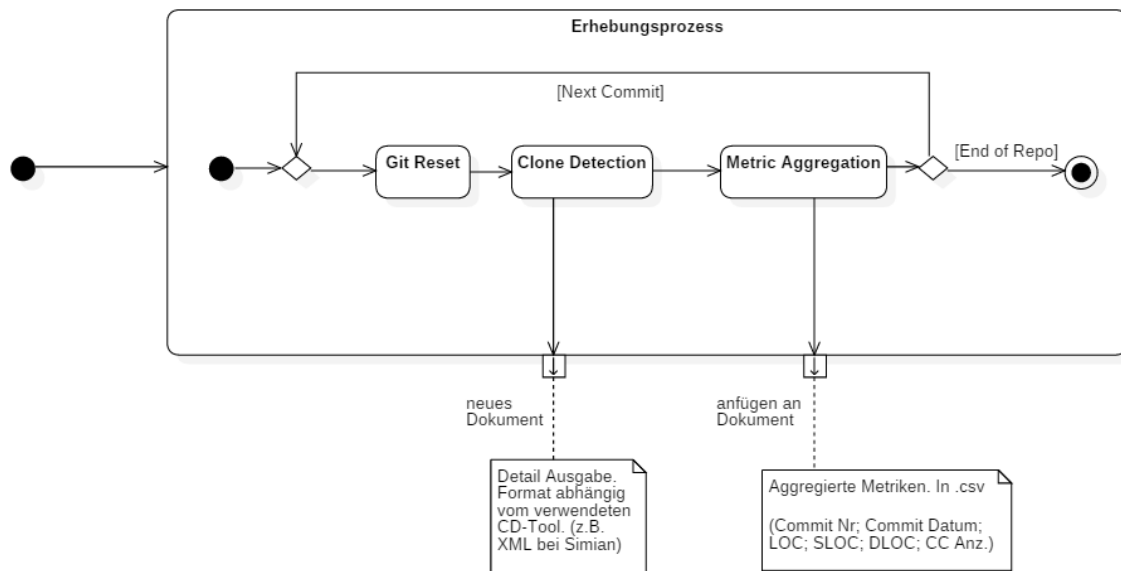 Erhebungsprozess
[Next Commit]
Git Reset
Clone Detection
Metric Aggregation
[End of Repo]
neues
Dokument
anfügen an
Dokument
Detail Ausgabe.
Format abhängig
vom verwendeten
CD-Tool. (z.B.
XML bei Simian)
Aggregierte Metriken. In .csv
(Commit Nr; Commit Datum;
LOC; SLOC; DLOC; CC Anz.)